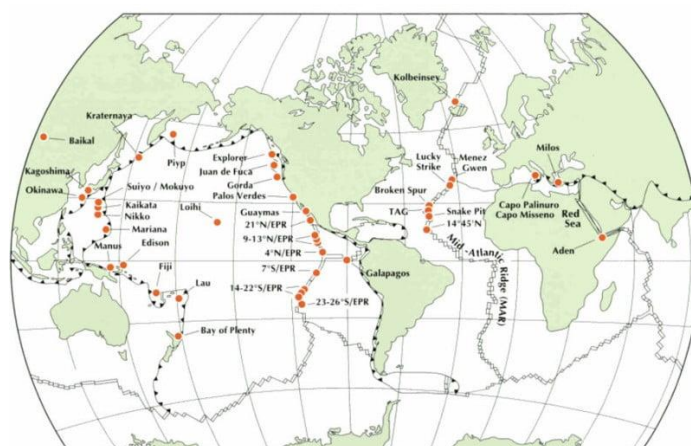 Kolbeinsey
Kraternaya
Baikal
Piyp
Explorer
Juan de Fuca
Gorda
Palos Verdes
Lucky
Strike
Menez
Gwen
Milos
Kagoshima
Okinawa
Suiyo / Mokuyo
Kaikata
Nikko
Mariana
Loihi
Guaymas
21°N/EPR
9-13°N/EPR
4°N/EPR
7°S/EPR
14-22°S/EPR
23-26°S/EPR
Broken Spur
TAG
Snake Pit
14°45'N
Capo Palinuro
Capo Misseno
Red
Sea
Aden
Manus
Edison
Fiji
Lau
Galapagos
Mid-Atlantic
Ridge (MAR)
Bay of Plenty